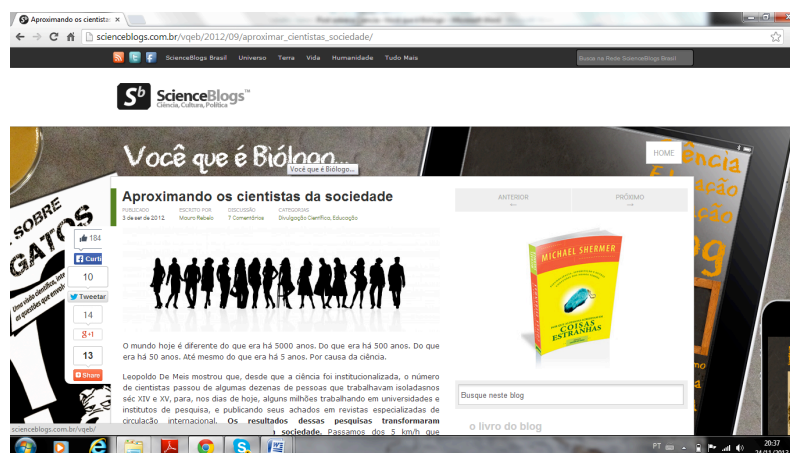 Aproximando os cientistas ×
scienceblogs.com.br/vqeb/2012/09/aproximar_cientistas_sociedade/
ScienceBlogs Brasil Universo Terra Vida Humanidade Tudo Mais
Busca na Rede ScienceBlogs Brasil
Sb ScienceBlogs™
Ciência, Cultura, Política
Você que é Biólogo...
Você que é Biólogo...
HOME
Aproximando os cientistas da sociedade
PUBLICADO ESCRITO POR DISCUSSÃO CATEGORIAS
3 de set de 2012 Mauro Rebelo 7 Comentários Divulgação Científica, Educação
ANTERIOR PRÓXIMO
← →
SOBRE
GATOS
184
Curti
10
Tweetar
14
+1
13
Share
MICHAEL SHERMER
COISAS
ESTRANHAS
O mundo hoje é diferente do que era há 5000 anos. Do que era há 500 anos. Do que
era há 50 anos. Até mesmo do que era há 5 anos. Por causa da ciência.
Leopoldo De Meis mostrou que, desde que a ciência foi institucionalizada, o número
de cientistas passou de algumas dezenas de pessoas que trabalhavam isoladasnos
séc XIV e XV, para, nos dias de hoje, alguns milhões trabalhando em universidades e
institutos de pesquisa, e publicando seus achados em revistas especializadas de
circulação internacional. Os resultados dessas pesquisas transformaram
sociedade. Passamos dos 5 km/h que
Busque neste blog
o livro do blog
scienceblogs.com.br/vqeb/
PT
20:37
24/11/2013